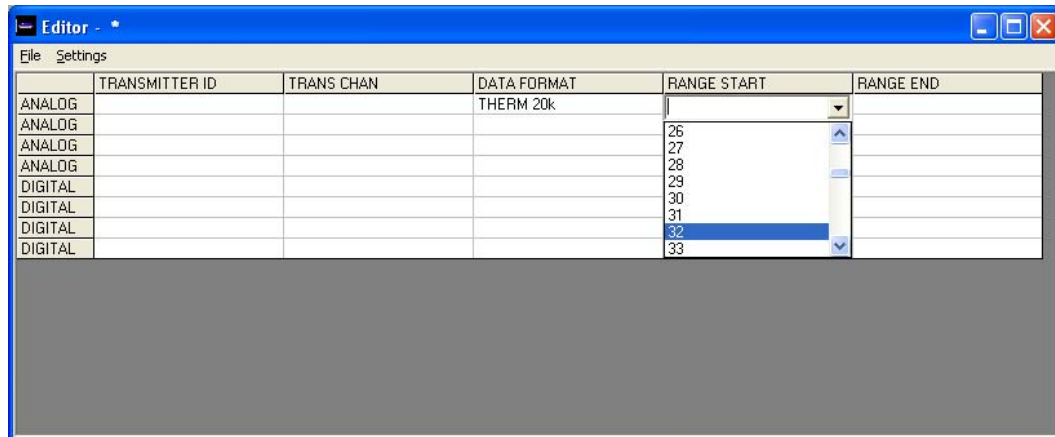 Editor - *
File Settings
TRANSMITTER ID TRANS CHAN DATA FORMAT RANGE START RANGE END
ANALOG THERM 20k
ANALOG
ANALOG
ANALOG
DIGITAL
DIGITAL
DIGITAL
DIGITAL
26
27
28
29
30
31
32
33